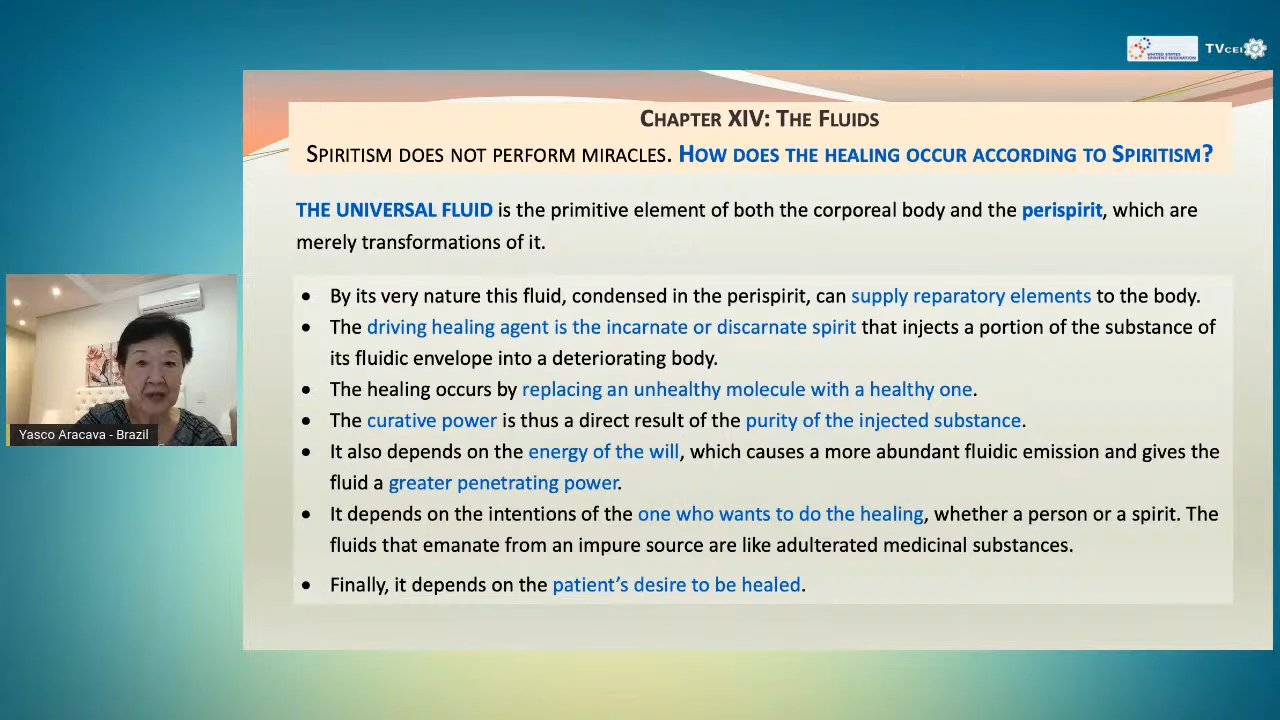 UNITED STATES
SPIRITIST FEDERATION
TVCEI
CHAPTER XIV: THE FLUIDS
SPIRITISM DOES NOT PERFORM MIRACLES. HOW DOES THE HEALING OCCUR ACCORDING TO SPIRITISM?
THE UNIVERSAL FLUID is the primitive element of both the corporeal body and the perispirit, which are
merely transformations of it.
• By its very nature this fluid, condensed in the perispirit, can supply reparatory elements to the body.
• The driving healing agent is the incarnate or discarnate spirit that injects a portion of the substance of
its fluidic envelope into a deteriorating body.
• The healing occurs by replacing an unhealthy molecule with a healthy one.
• The curative power is thus a direct result of the purity of the injected substance.
• It also depends on the energy of the will, which causes a more abundant fluidic emission and gives the
fluid a greater penetrating power.
• It depends on the intentions of the one who wants to do the healing, whether a person or a spirit. The
fluids that emanate from an impure source are like adulterated medicinal substances.
• Finally, it depends on the patient's desire to be healed.
Yasco Aracava - Brazil